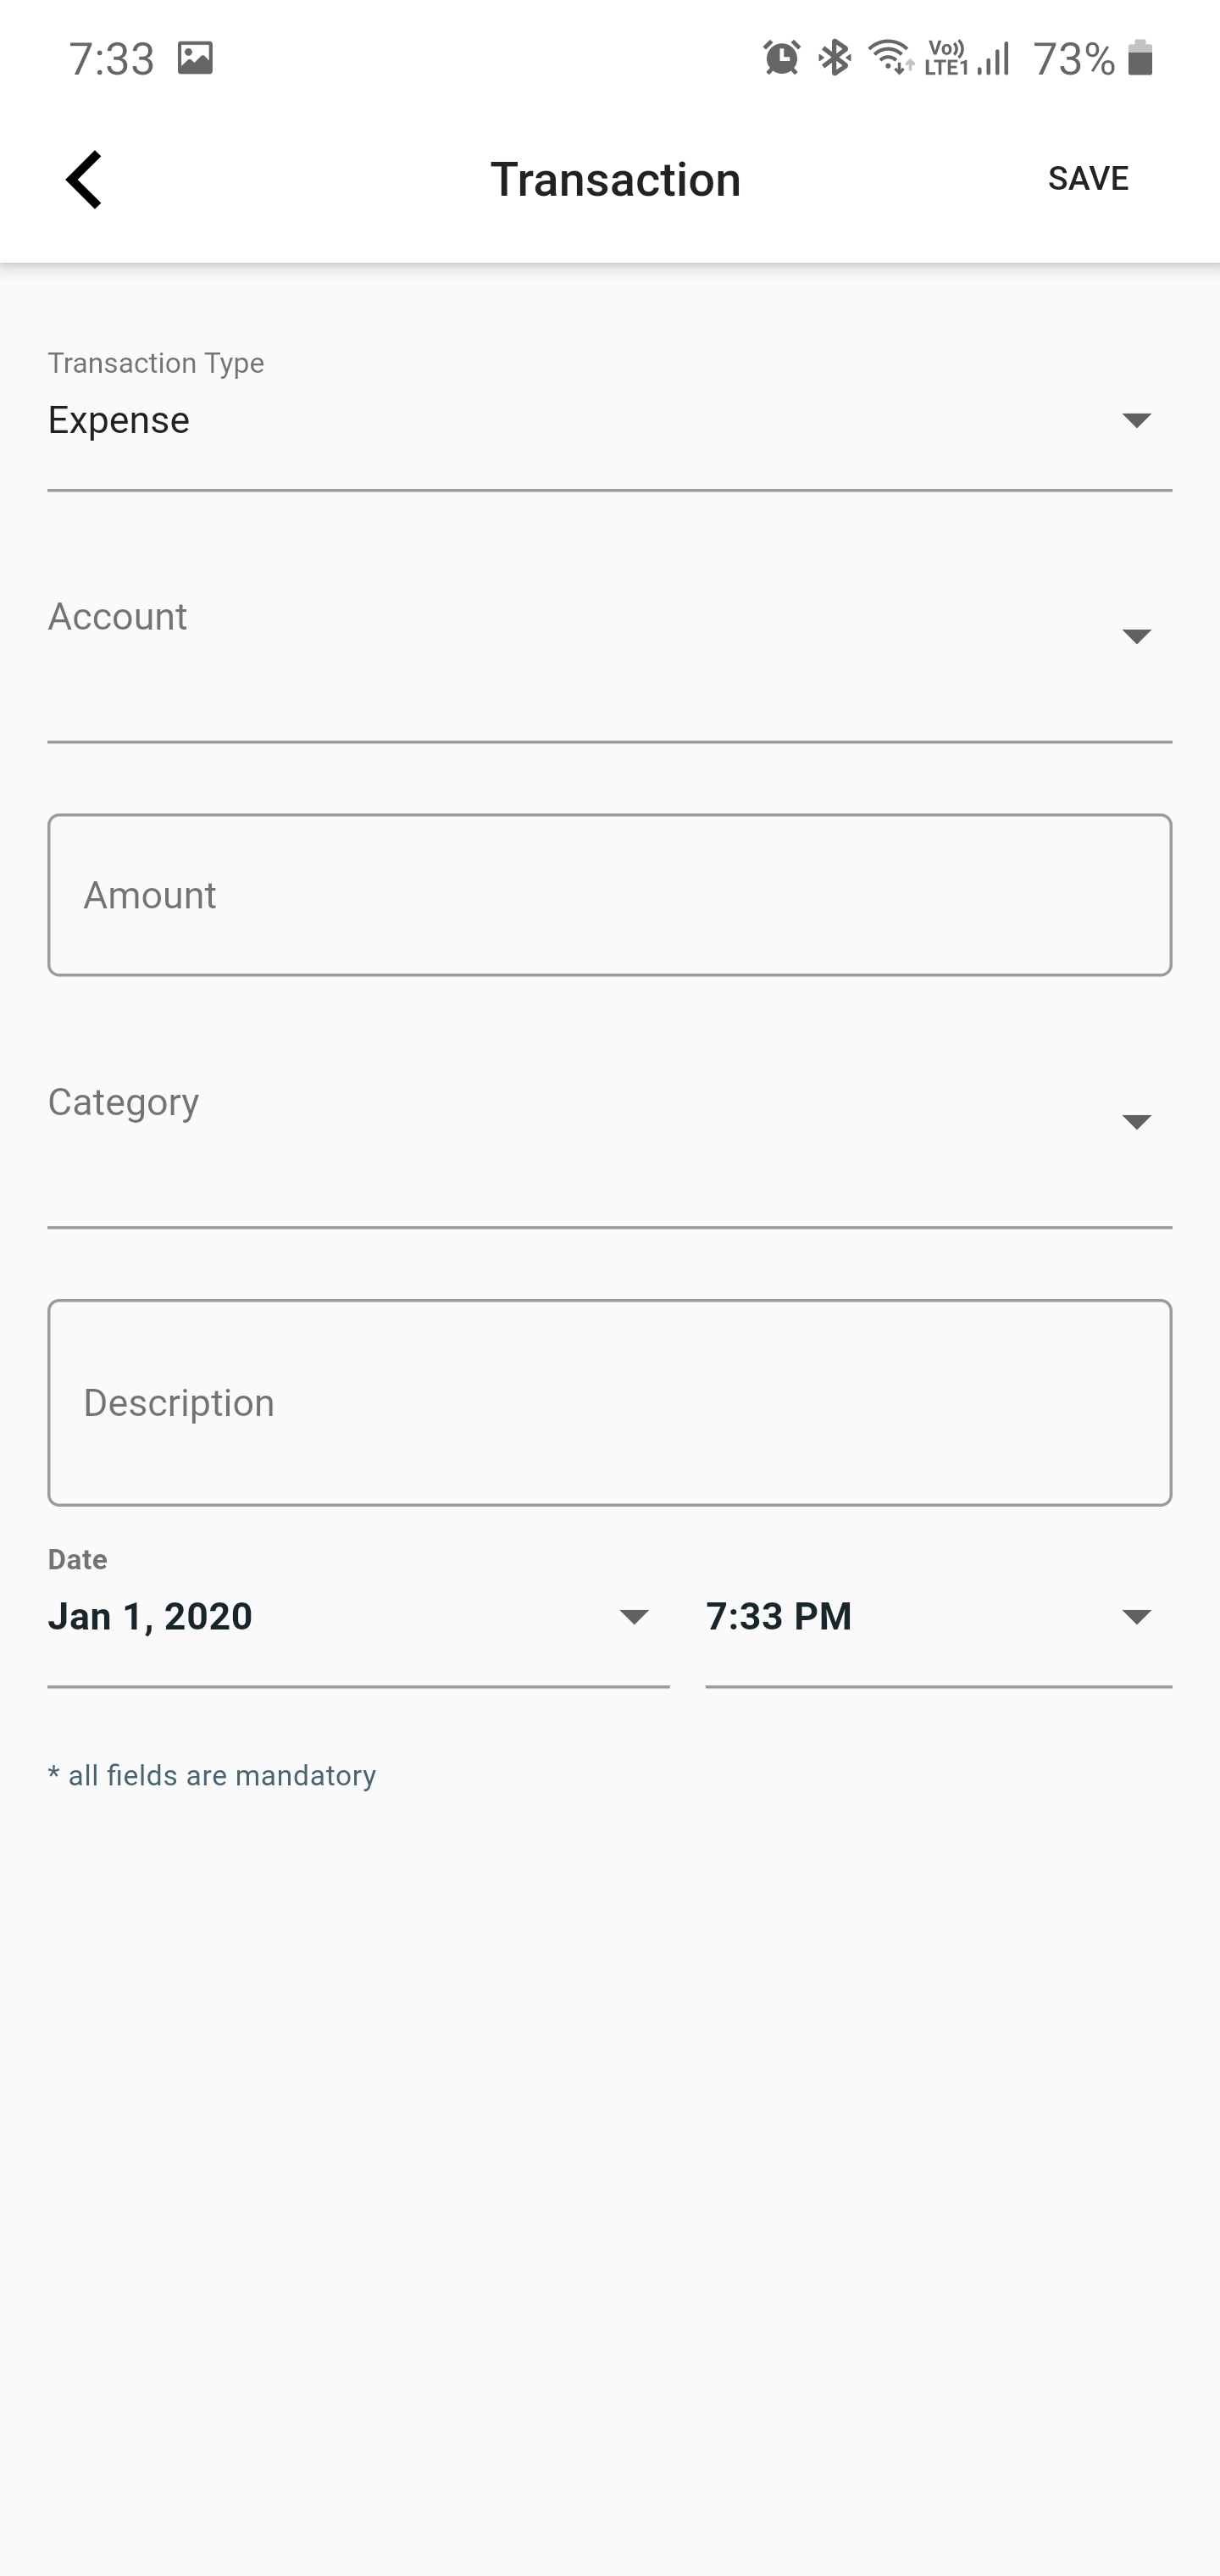 7:33 Vo)) LTE1 73%
Transaction SAVE
Transaction Type
Expense
Account
Amount
Category
Description
Date
Jan 1, 2020 7:33 PM
* all fields are mandatory